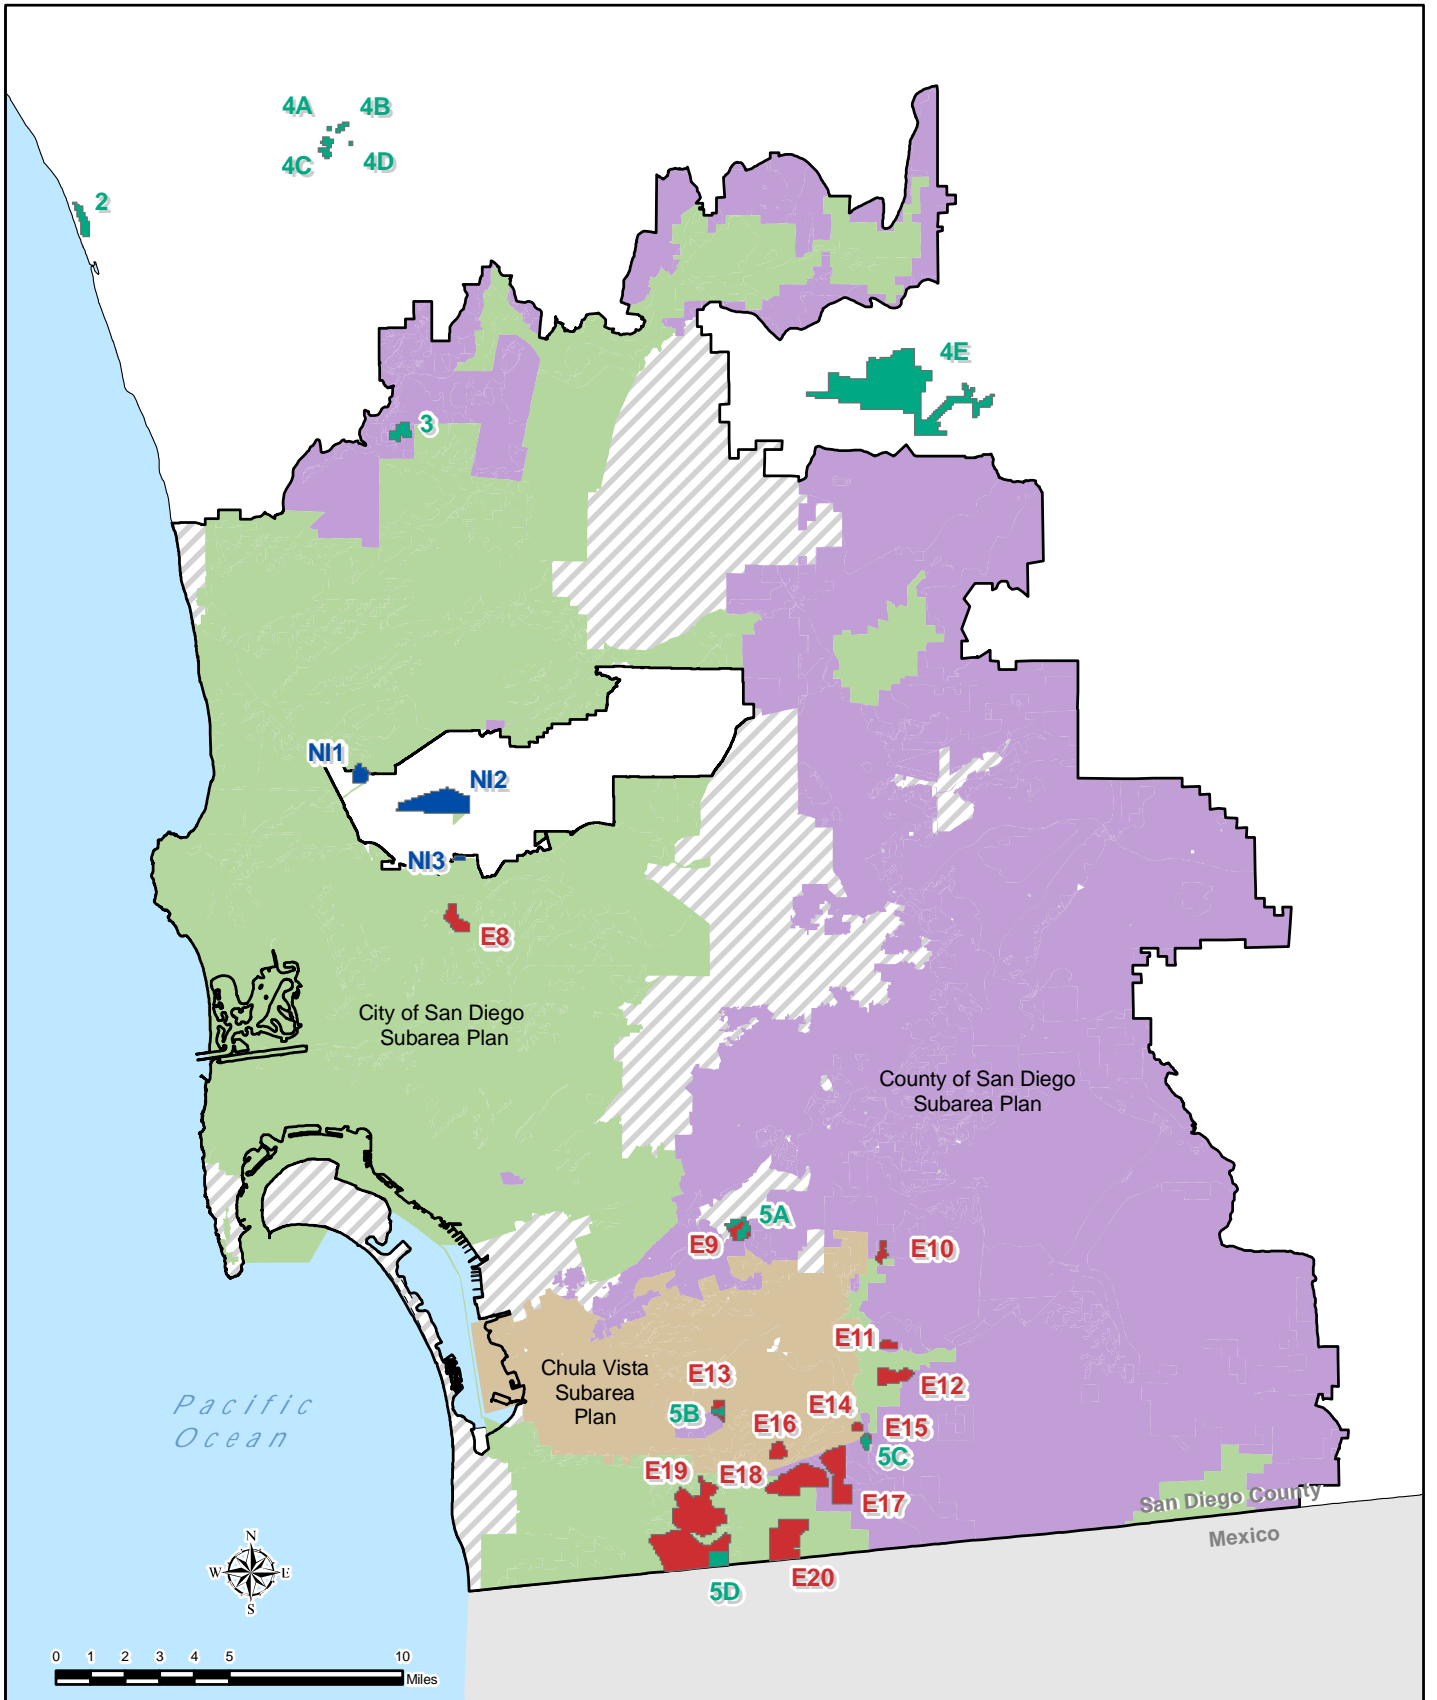 4A
4B
4C
4D
2
4E
3
NI1
NI2
NI3
E8
City of San Diego
Subarea Plan
County of San Diego
Subarea Plan
5A
E9
E10
E11
E12
Chula Vista
Subarea
Plan
E13
5B
E14
E15
E16
5C
E19
E18
E17
Pacific
Ocean
San Diego County
Mexico
5D
E20
N
W
E
S
0 1 2 3 4 5 10
Miles